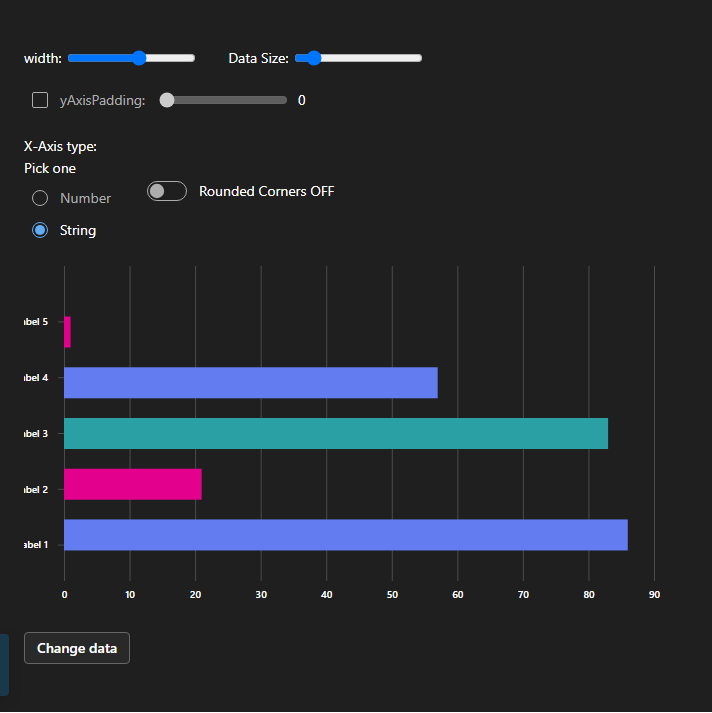 width: Data Size:
yAxisPadding: 0
X-Axis type:
Pick one
Number Rounded Corners OFF
String
abel 5
abel 4
abel 3
abel 2
abel 1
0 10 20 30 40 50 60 70 80 90
Change data